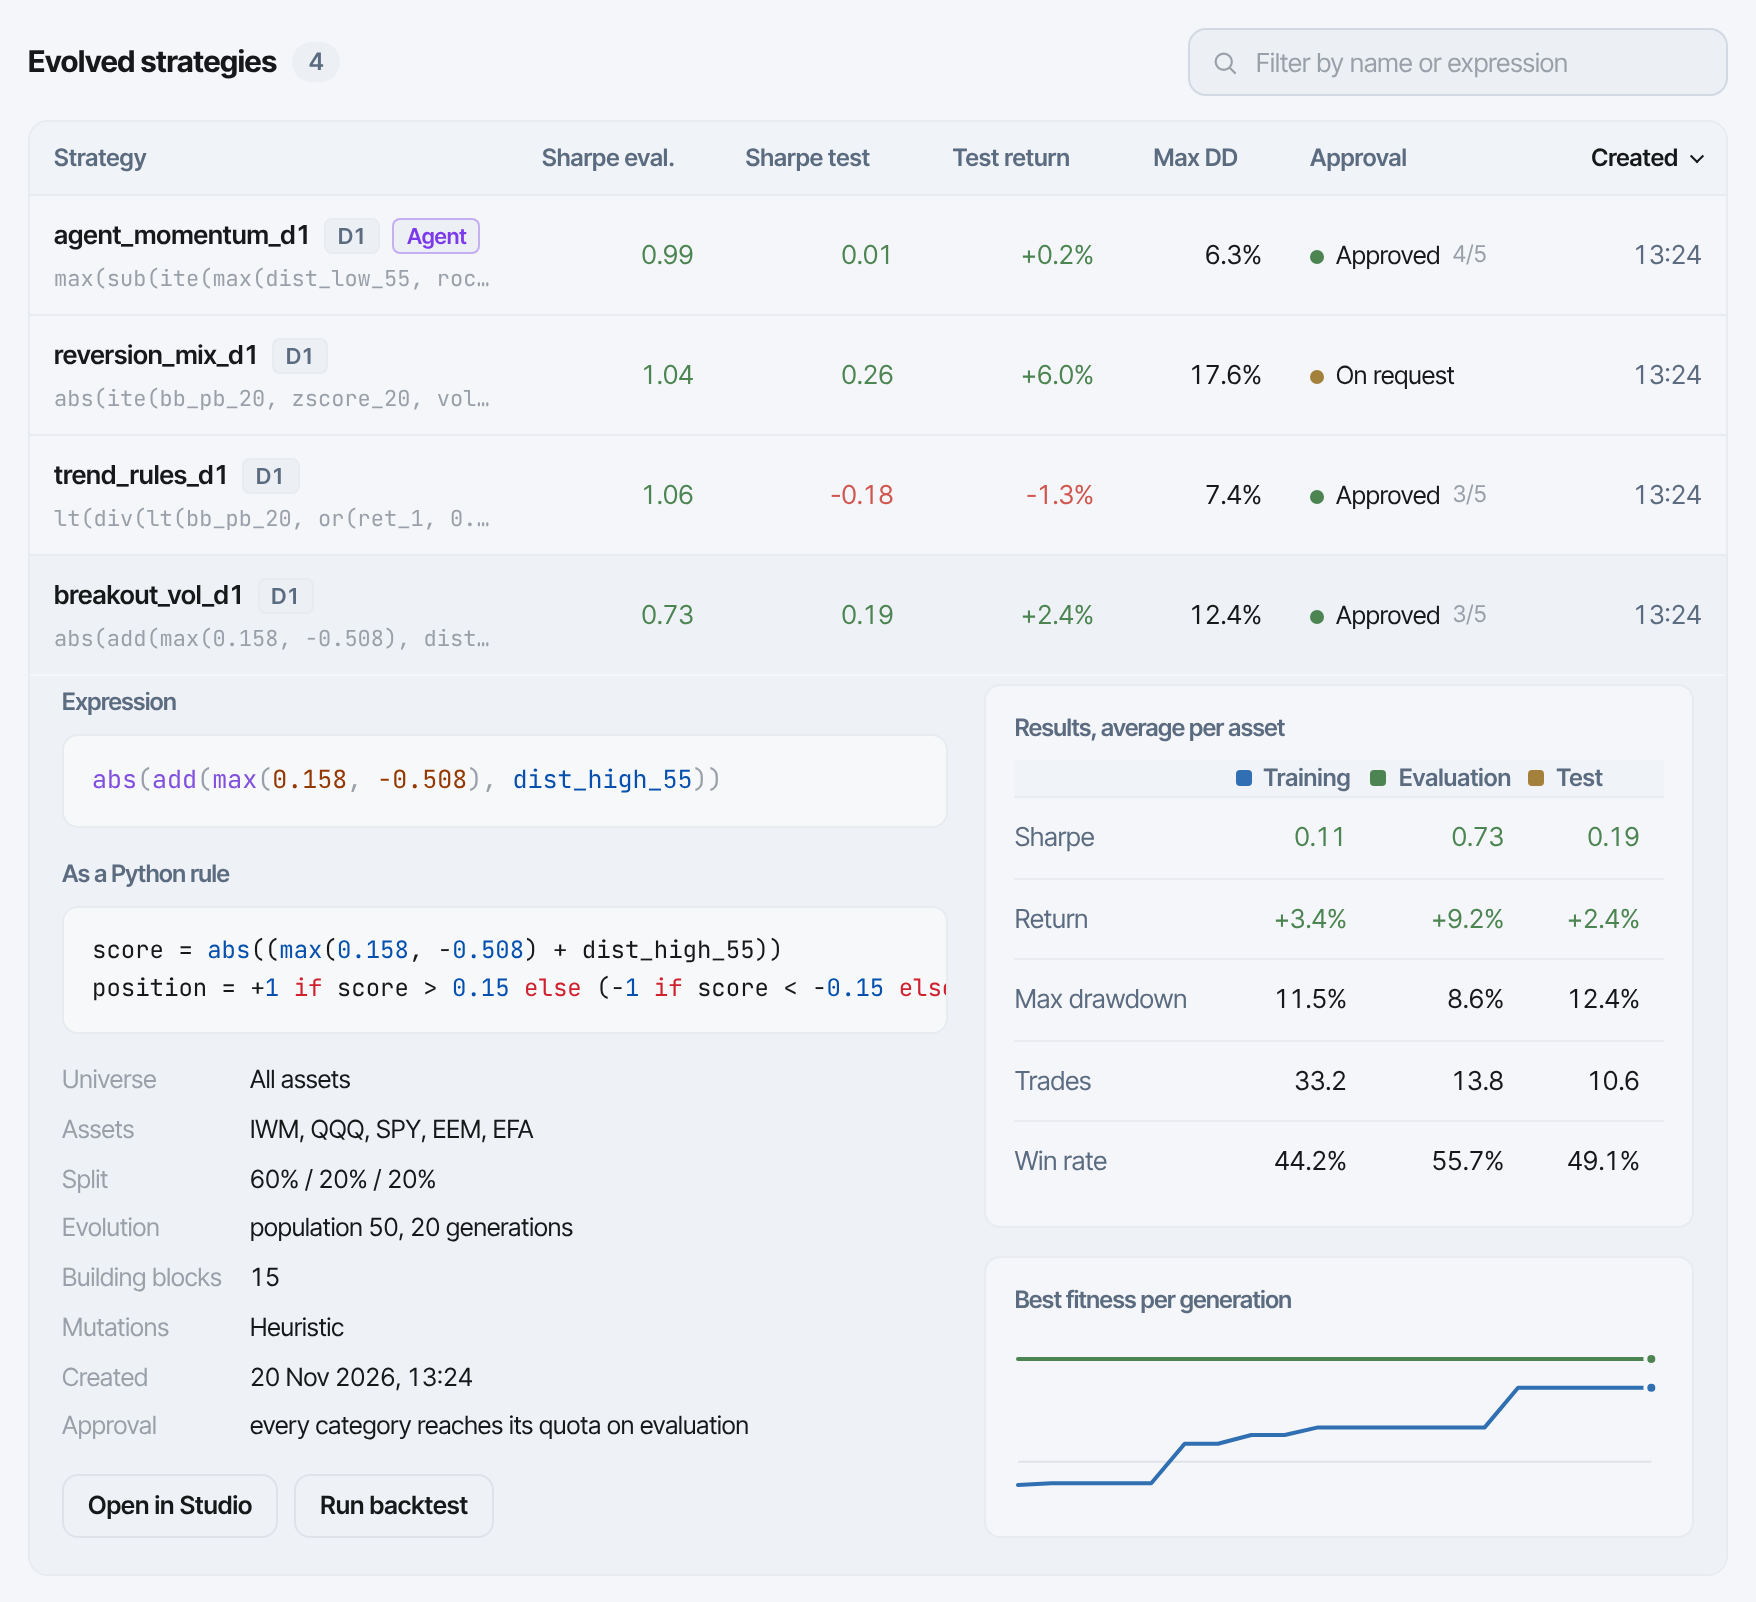 Evolved strategies 4
Filter by name or expression
Strategy Sharpe eval. Sharpe test Test return Max DD Approval Created
agent_momentum_d1 D1 Agent
max(sub(ite(max(dist_low_55, roc…
0.99 0.01 +0.2% 6.3% Approved 4/5 13:24
reversion_mix_d1 D1
abs(ite(bb_pb_20, zscore_20, vol…
1.04 0.26 +6.0% 17.6% On request 13:24
trend_rules_d1 D1
lt(div(lt(bb_pb_20, or(ret_1, 0.…
1.06 -0.18 -1.3% 7.4% Approved 3/5 13:24
breakout_vol_d1 D1
abs(add(max(0.158, -0.508), dist…
0.73 0.19 +2.4% 12.4% Approved 3/5 13:24
Expression
abs(add(max(0.158, -0.508), dist_high_55))
As a Python rule
score = abs((max(0.158, -0.508) + dist_high_55))
position = +1 if score > 0.15 else (-1 if score < -0.15 else
Universe All assets
Assets IWM, QQQ, SPY, EEM, EFA
Split 60% / 20% / 20%
Evolution population 50, 20 generations
Building blocks 15
Mutations Heuristic
Created 20 Nov 2026, 13:24
Approval every category reaches its quota on evaluation
Open in Studio Run backtest
Results, average per asset
Training Evaluation Test
Sharpe 0.11 0.73 0.19
Return +3.4% +9.2% +2.4%
Max drawdown 11.5% 8.6% 12.4%
Trades 33.2 13.8 10.6
Win rate 44.2% 55.7% 49.1%
Best fitness per generation